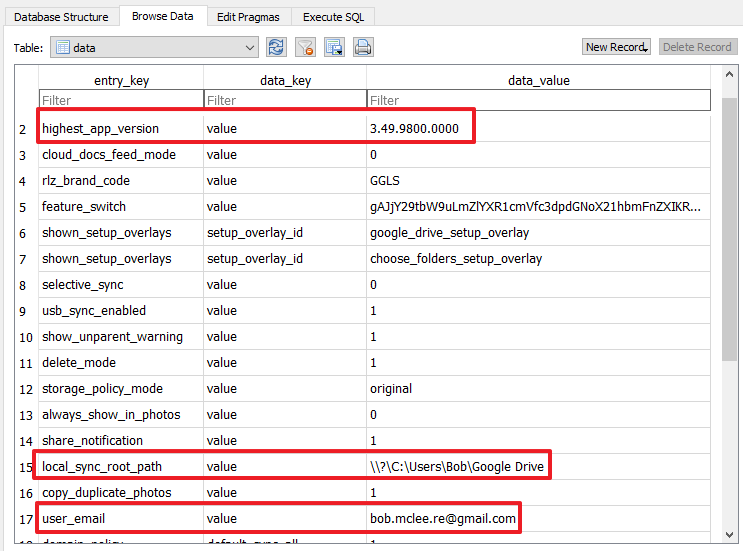 Database Structure Browse Data Edit Pragmas Execute SQL
Table: data New Record Delete Record
entry_key data_key data_value
Filter Filter Filter
2 highest_app_version value 3.49.9800.0000
3 cloud_docs_feed_mode value 0
4 rlz_brand_code value GGLS
5 feature_switch value gAJjY29tbW9uLmZlYXR1cmVfc3dpdGNoX21hbmFnZXIKR...
6 shown_setup_overlays setup_overlay_id google_drive_setup_overlay
7 shown_setup_overlays setup_overlay_id choose_folders_setup_overlay
8 selective_sync value 0
9 usb_sync_enabled value 1
10 show_unparent_warning value 1
11 delete_mode value 1
12 storage_policy_mode value original
13 always_show_in_photos value 0
14 share_notification value 1
15 local_sync_root_path value \\?\C:\Users\Bob\Google Drive
16 copy_duplicate_photos value 1
17 user_email value bob.mclee.re@gmail.com